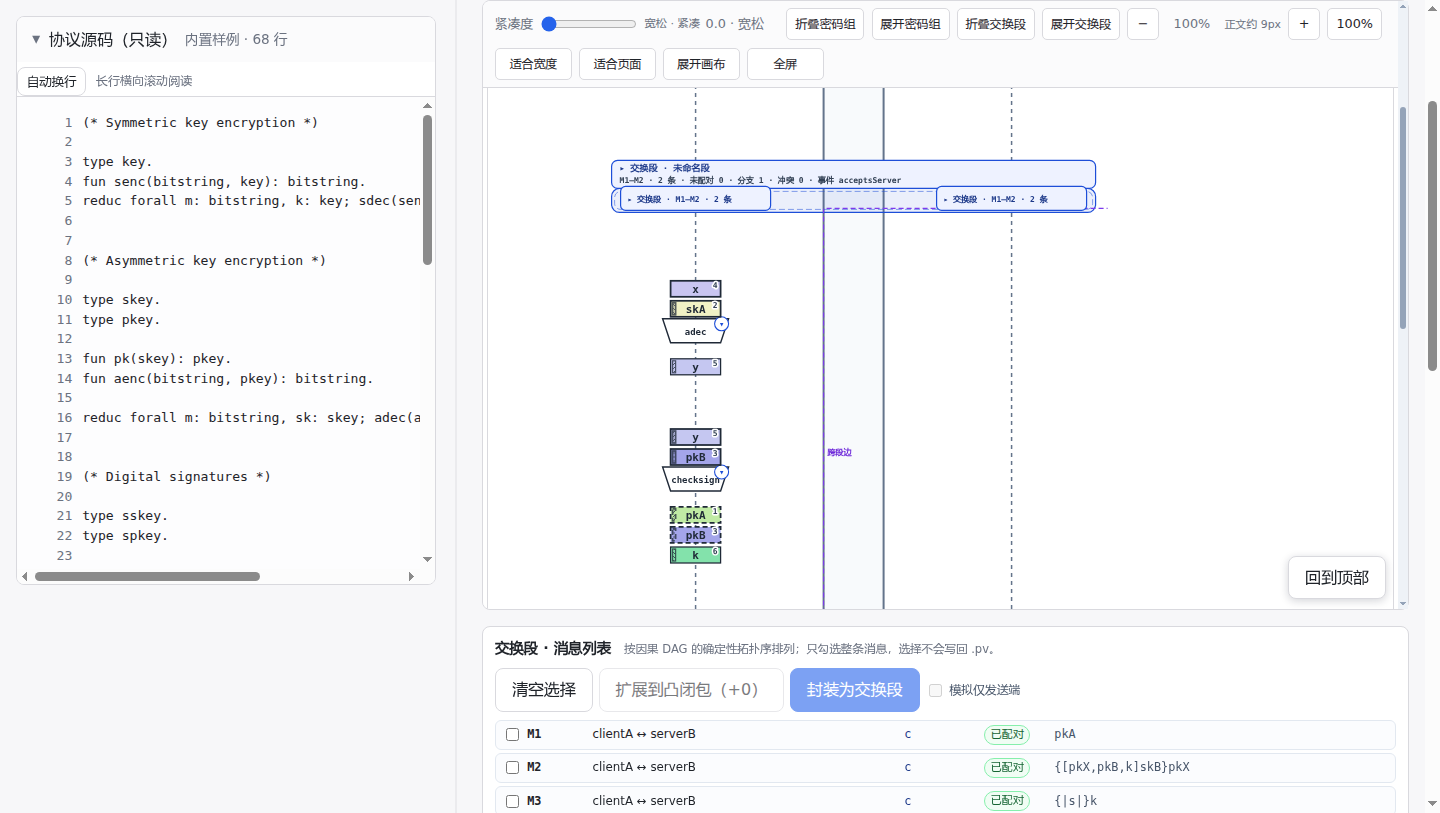 ▼ 协议源码（只读） 内置样例 · 68 行
自动换行 长行横向滚动阅读
1 (* Symmetric key encryption *)
2
3 type key.
4 fun senc(bitstring, key): bitstring.
5 reduc forall m: bitstring, k: key; sdec(sen
6
7
8 (* Asymmetric key encryption *)
9
10 type skey.
11 type pkey.
12
13 fun pk(skey): pkey.
14 fun aenc(bitstring, pkey): bitstring.
15
16 reduc forall m: bitstring, sk: skey; adec(a
17
18
19 (* Digital signatures *)
20
21 type sskey.
22 type spkey.
23
紧凑度 宽松 · 紧凑 0.0 · 宽松 折叠密码组 展开密码组 折叠交换段 展开交换段 − 100% 正文约 9px + 100%
适合宽度 适合页面 展开画布 全屏
▸ 交换段 · 未命名段
M1–M2 · 2 条 · 未配对 0 · 分支 1 · 冲突 0 · 事件 acceptsServer
▸ 交换段 · M1–M2 · 2 条 ▸ 交换段 · M1–M2 · 2 条
x 4
skA 2
adec ▾
y 5
y 5
pkB 3
checksign ▾
跨段边
pkA 1
pkB 3
k 6
回到顶部
交换段 · 消息列表 按因果 DAG 的确定性拓扑序排列；只勾选整条消息，选择不会写回 .pv。
清空选择 扩展到凸闭包（+0） 封装为交换段 模拟仅发送端
M1 clientA ↔ serverB c 已配对 pkA
M2 clientA ↔ serverB c 已配对 {[pkX,pkB,k]skB}pkX
M3 clientA ↔ serverB c 已配对 {|s|}k